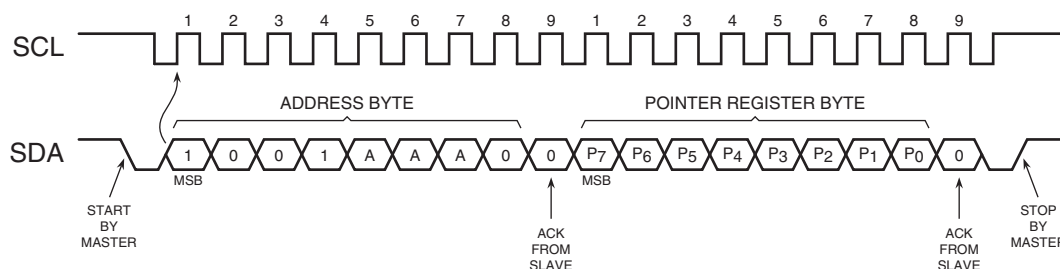 1 2 3 4 5 6 7 8 9 1 2 3 4 5 6 7 8 9
SCL
ADDRESS BYTE
POINTER REGISTER BYTE
SDA
1 0 0 1 A A A 0 0 P7 P6 P5 P4 P3 P2 P1 P0 0
MSB
MSB
START
BY
MASTER
ACK
FROM
SLAVE
ACK
FROM
SLAVE
STOP
BY
MASTER